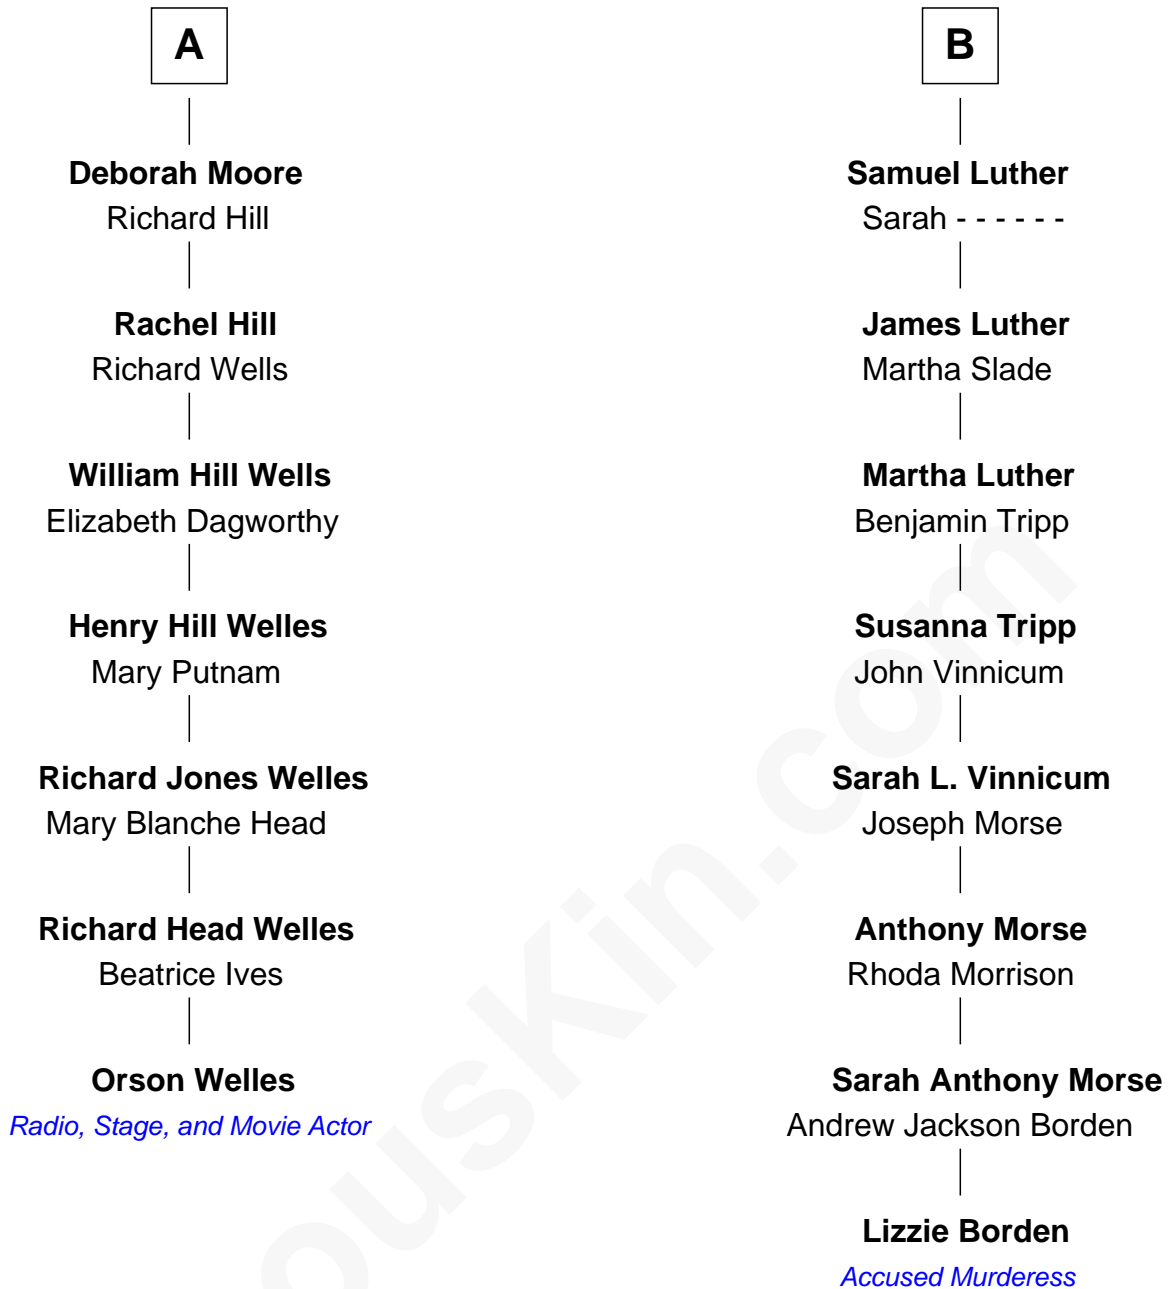 A
Deborah Moore
Richard Hill
Rachel Hill
Richard Wells
William Hill Wells
Elizabeth Dagworthy
Henry Hill Welles
Mary Putnam
Richard Jones Welles
Mary Blanche Head
Richard Head Welles
Beatrice Ives
Orson Welles
Radio, Stage, and Movie Actor
B
Samuel Luther
Sarah - - - - - -
James Luther
Martha Slade
Martha Luther
Benjamin Tripp
Susanna Tripp
John Vinnicum
Sarah L. Vinnicum
Joseph Morse
Anthony Morse
Rhoda Morrison
Sarah Anthony Morse
Andrew Jackson Borden
Lizzie Borden
Accused Murderess
ousKin.com